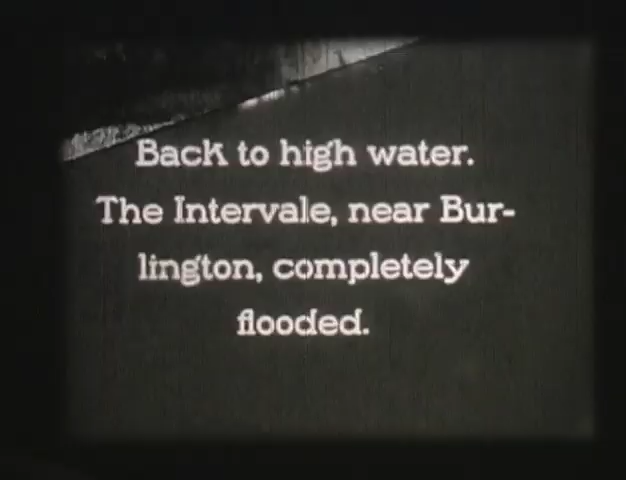 Back to high water.
The Intervale, near Bur-
lington, completely
flooded.